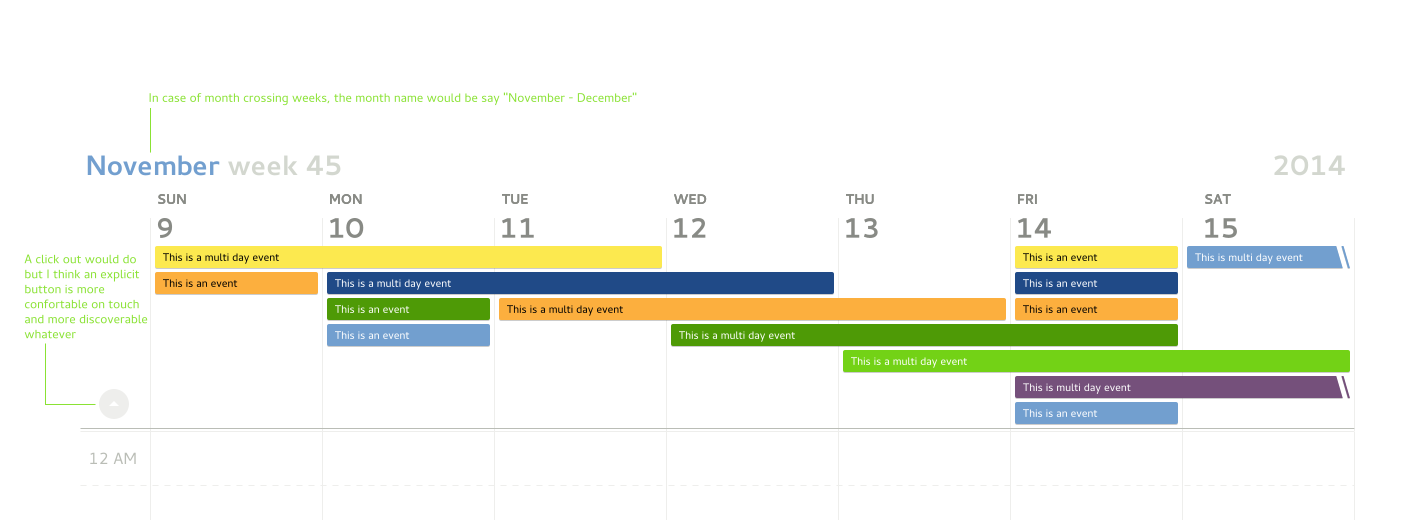 In case of month crossing weeks, the month name would be say "November - December"
November week 45 2014
SUN MON TUE WED THU FRI SAT
9 10 11 12 13 14 15
This is a multi day event This is an event This is multi day event
This is an event This is a multi day event This is an event
This is an event This is a multi day event This is an event
This is an event This is a multi day event
This is a multi day event
This is multi day event
This is an event
A click out would do
but I think an explicit
button is more
confortable on touch
and more discoverable
whatever
12 AM